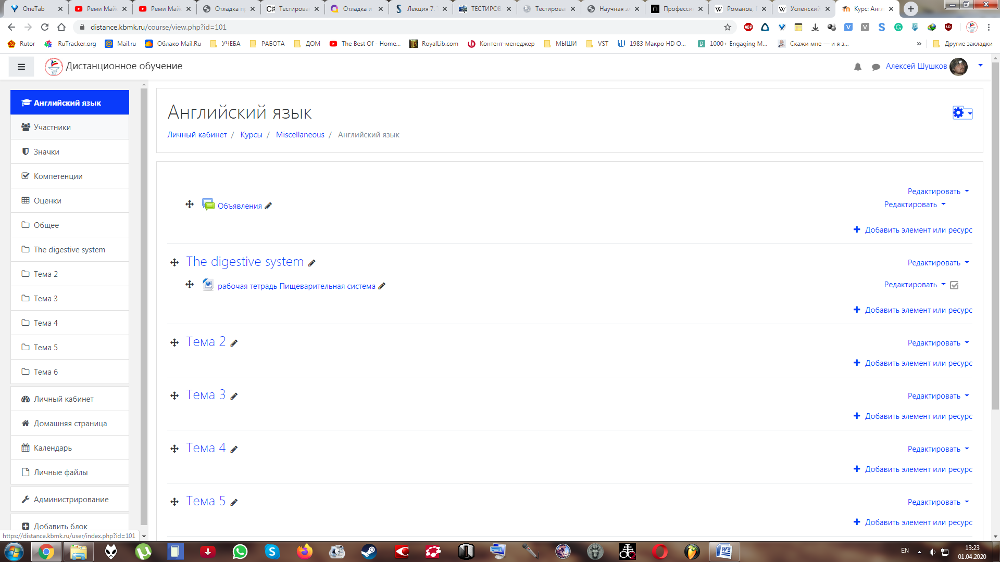 OneTab
Реми Май
Реми Май
Отладка п
Тестирова
Отладка и
Лекция 7.
ТЕСТИРОВ
Тестирова
Научная э
Професси
Романов,
Успенский
Курс: Англ
distance.kbmk.ru/course/view.php?id=101
Rutor
RuTracker.org
Mail.ru
Облако Mail.Ru
УЧЕБА
РАБОТА
ДОМ
The Best Of - Home...
RoyalLib.com
Контент-менеджер
МЫШИ
VST
1983 Макро HD O...
1000+ Engaging M...
Скажи мне — и я з...
»
Другие закладки
Дистанционное обучение
Алексей Шушков
Английский язык
Участники
Значки
Компетенции
Оценки
Общее
The digestive system
Тема 2
Тема 3
Тема 4
Тема 5
Тема 6
Личный кабинет
Домашняя страница
Календарь
Личные файлы
Администрирование
Добавить блок
https://distance.kbmk.ru/user/index.php?id=101
Английский язык
Личный кабинет / Курсы / Miscellaneous / Английский язык
Редактировать
Объявления
Редактировать
Добавить элемент или ресурс
The digestive system
Редактировать
рабочая тетрадь Пищеварительная система
Редактировать
Добавить элемент или ресурс
Тема 2
Редактировать
Добавить элемент или ресурс
Тема 3
Редактировать
Добавить элемент или ресурс
Тема 4
Редактировать
Добавить элемент или ресурс
Тема 5
Редактировать
Добавить элемент или ресурс
EN
13:23
01.04.2020